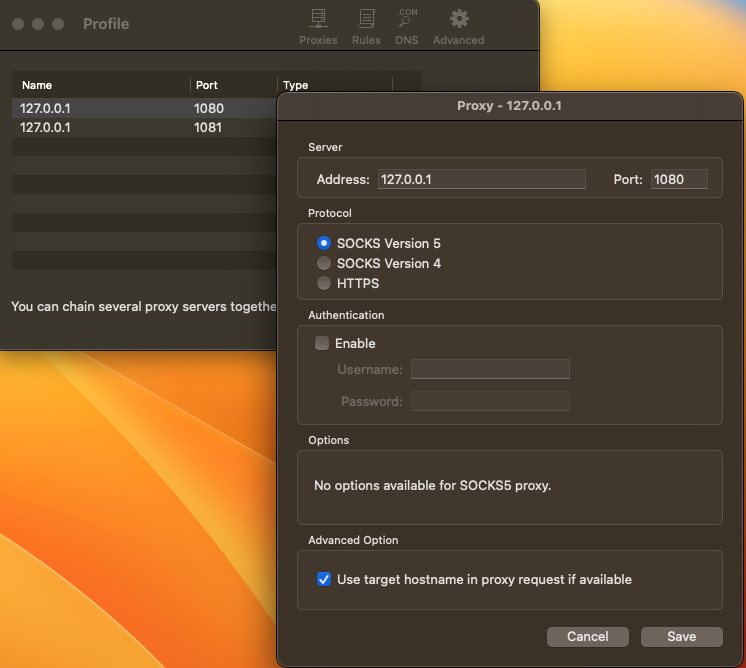 Profile
.COM
Proxies Rules DNS Advanced
Name Port Type
127.0.0.1 1080
127.0.0.1 1081
You can chain several proxy servers togethe
Proxy - 127.0.0.1
Server
Address: 127.0.0.1 Port: 1080
Protocol
SOCKS Version 5
SOCKS Version 4
HTTPS
Authentication
Enable
Username:
Password:
Options
No options available for SOCKS5 proxy.
Advanced Option
Use target hostname in proxy request if available
Cancel Save